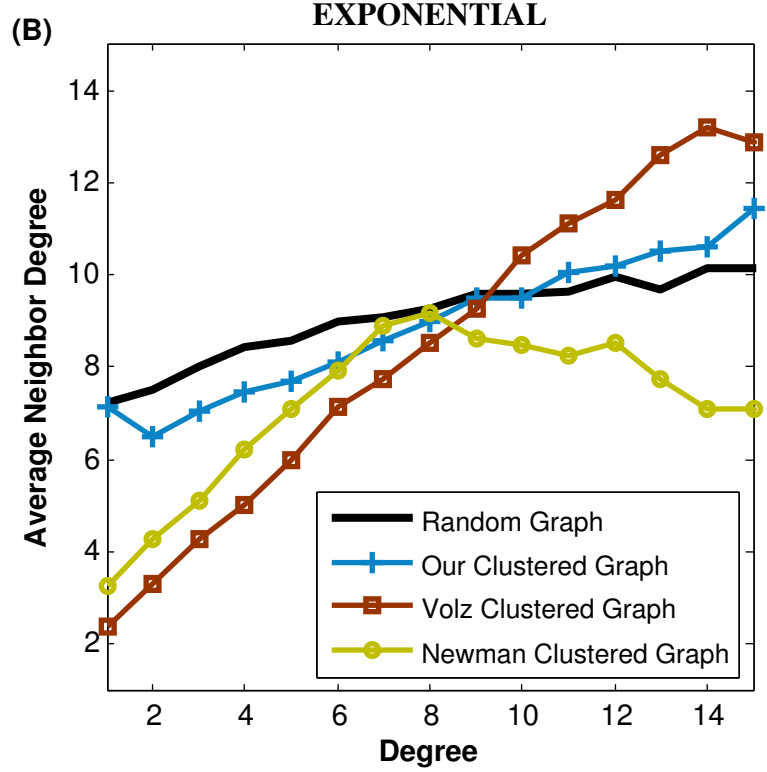 EXPONENTIAL
(B)
Average Neighbor Degree
14
12
10
8
6
4
2
Random Graph
Our Clustered Graph
Volz Clustered Graph
Newman Clustered Graph
2 4 6 8 10 12 14
Degree